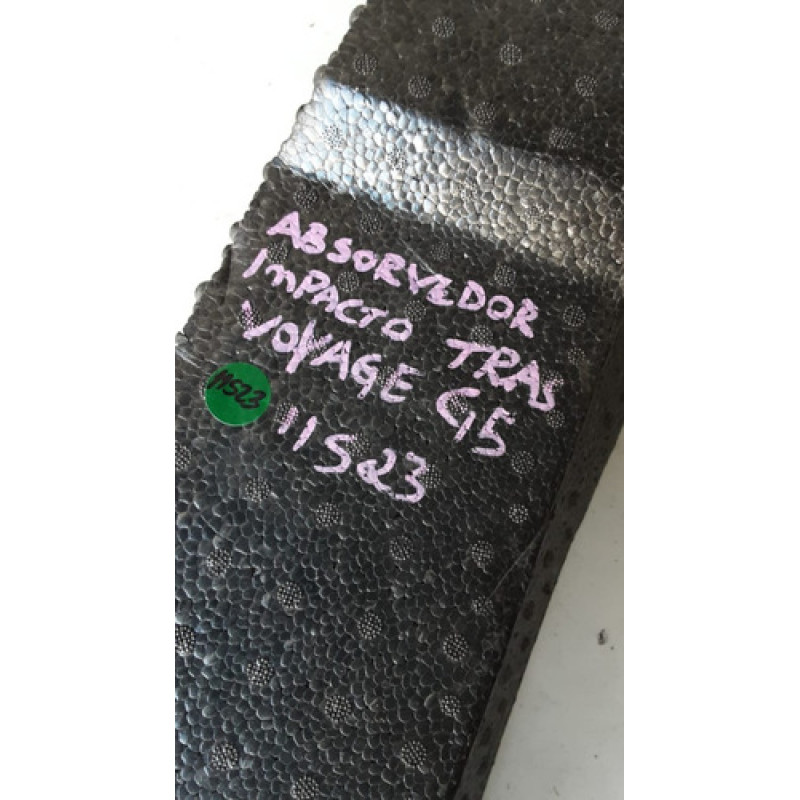 ABSORVEDOR
ImPACTO TRAS
VOYAGE G5
11523
11523